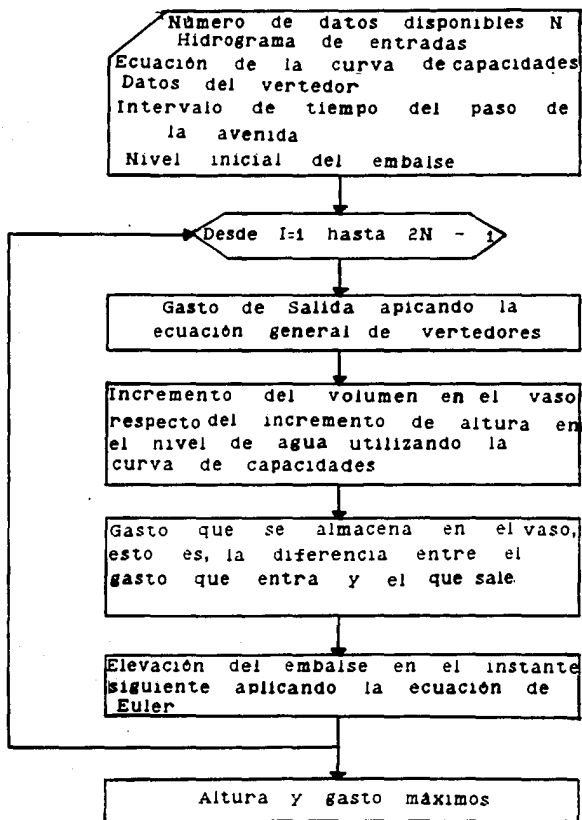 Número de datos disponibles N
Hidrograma de entradas
Ecuación de la curva de capacidades
Datos del vertedor
Intervalo de tiempo del paso de
la avenida
Nivel inicial del embalse
Desde I=1 hasta 2N - 1
Gasto de Salida apicando la
ecuación general de vertedores
Incremento del volumen en el vaso
respecto del incremento de altura en
el nivel de agua utilizando la
curva de capacidades
Gasto que se almacena en el vaso,
esto es, la diferencia entre el
gasto que entra y el que sale
Elevación del embalse en el instante
siguiente aplicando la ecuación de
Euler
Altura y gasto máximos